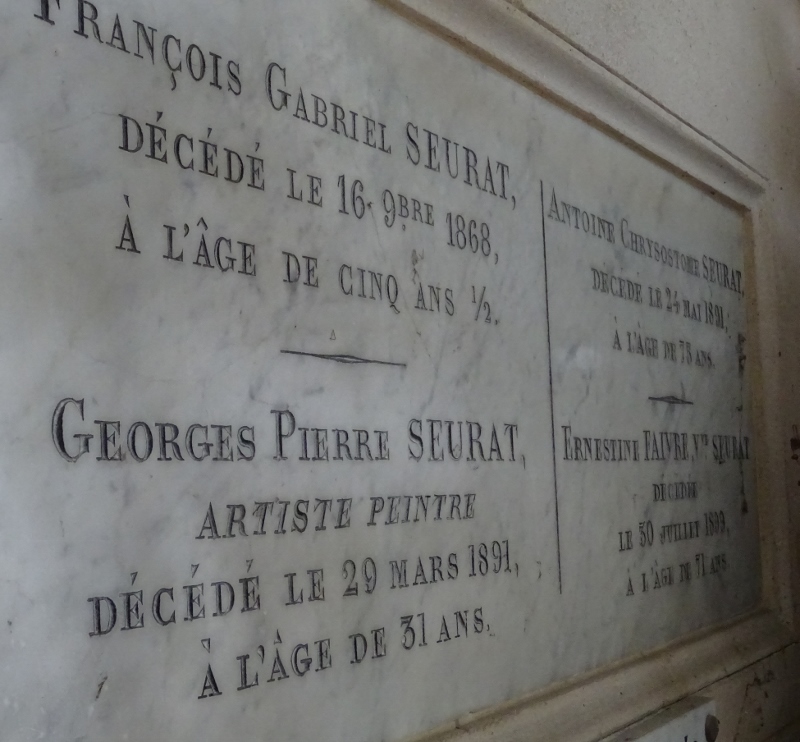 FRANÇOIS GABRIEL SEURAT,
DÉCÉDÉ LE 16 9BRE 1868,
À L'ÂGE DE CINQ ANS ½.
GEORGES PIERRE SEURAT,
ARTISTE PEINTRE
DÉCÉDÉ LE 29 MARS 1891,
À L'ÂGE DE 31 ANS.
ANTOINE CHRYSOSTOME SEURAT,
DÉCÉDÉ LE 24 MAI 1891,
À L'ÂGE DE 75 ANS.
ERNESTINE FAIVRE, VVE SEURAT
DÉCÉDÉE
LE 30 JUILLET 1899,
À L'ÂGE DE 71 ANS